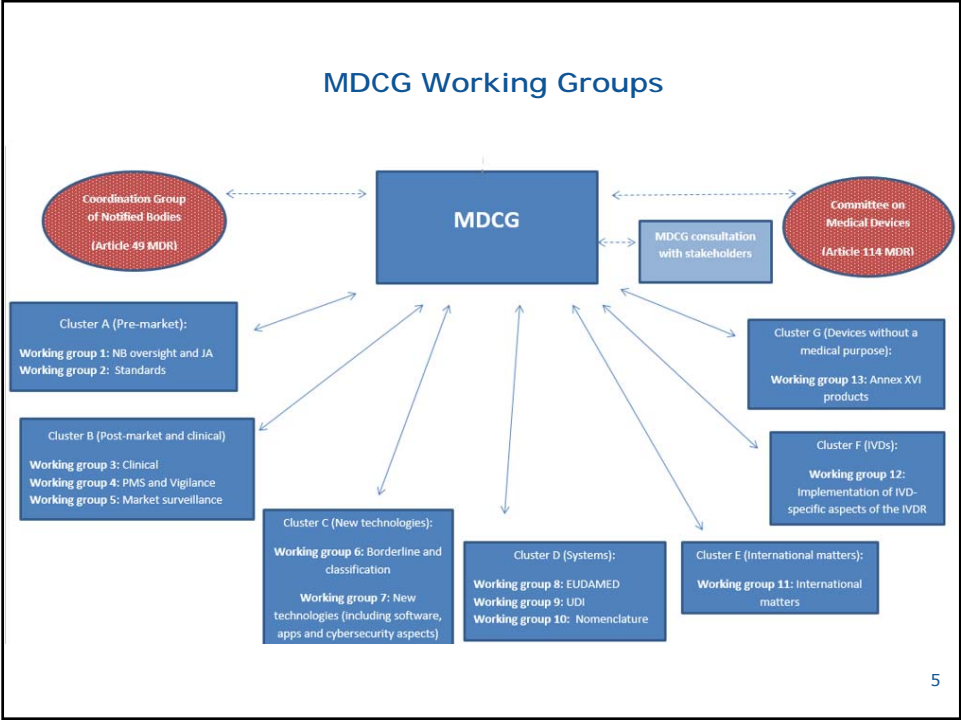 MDCG Working Groups
Coordination Group
of Notified Bodies
(Article 49 MDR)
MDCG
MDCG consultation
with stakeholders
Committee on
Medical Devices
(Article 114 MDR)
Cluster A (Pre-market):
Working group 1: NB oversight and JA
Working group 2: Standards
Cluster B (Post-market and clinical)
Working group 3: Clinical
Working group 4: PMS and Vigilance
Working group 5: Market surveillance
Cluster C (New technologies):
Working group 6: Borderline and
classification
Working group 7: New
technologies (including software,
apps and cybersecurity aspects)
Cluster D (Systems):
Working group 8: EUDAMED
Working group 9: UDI
Working group 10: Nomenclature
Cluster E (International matters):
Working group 11: International
matters
Cluster F (IVDs):
Working group 12:
Implementation of IVD-
specific aspects of the IVDR
Cluster G (Devices without a
medical purpose):
Working group 13: Annex XVI
products
5